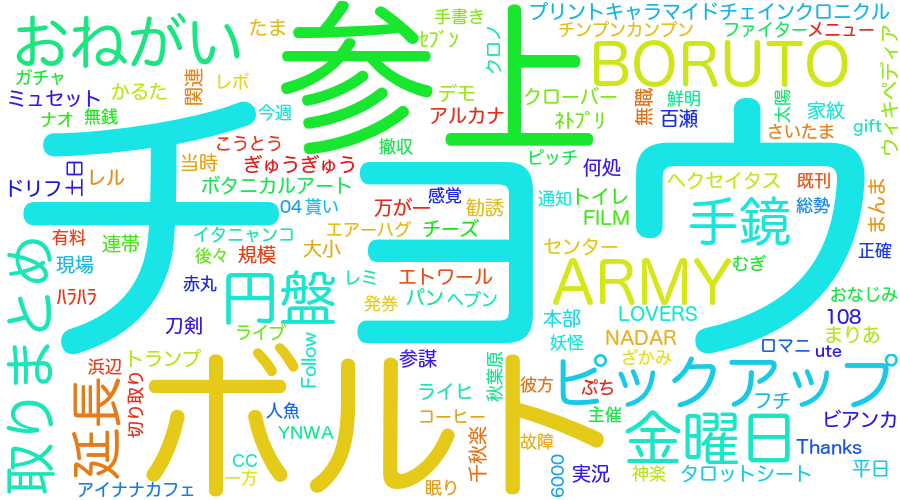 手書き
プリントキャラマイドチェインクロニクル
おねがい
たま
参上
ｾﾌﾞﾝ
クロノ
チンプンカンプン
ファイター
メニュー
ウィキペディア
ガチャ
関連
レポ
BORUTO
ミュセット
かるた
デモ
クローバー
無職
鮮明
太陽
家紋
ナオ
無銭
今週
アルカナ
ﾈﾄﾌﾟﾘ
百瀬
さいたま
gift
チョウ
こうとう
撤収
ピッチ
当時
ぎゅうぎゅう
何処
ヘクセイタス
既刊
まんま
ドリフ
土日
レル
ボタニカルアート
感覚
通知
トイレ
手鏡
総勢
04
貰い
万が一
勧誘
FILM
有料
連帯
イタニャンコ
エアーハグ
チーズ
センター
正確
後々
規模
大小
現場
ARMY
むぎ
取りまとめ
赤丸
円盤
レミ
エトワール
パン
ヘブン
おなじみ
ﾊﾗﾊﾗ
発券
LOVERS
108
刀剣
ライブ
本部
NADAR
まりあ
浜辺
トランプ
Follow
参謀
秋葉原
妖怪
ざかみ
ロマニ
ute
延長
切り取り
ボルト
ライヒ
彼方
ピックアップ
ぷち
フチ
人魚
コーヒー
主催
ビアンカ
YNWA
千秋楽
故障
金曜日
Thanks
CC
一方
6000
実況
神楽
タロットシート
平日
アイナナカフェ
眠り